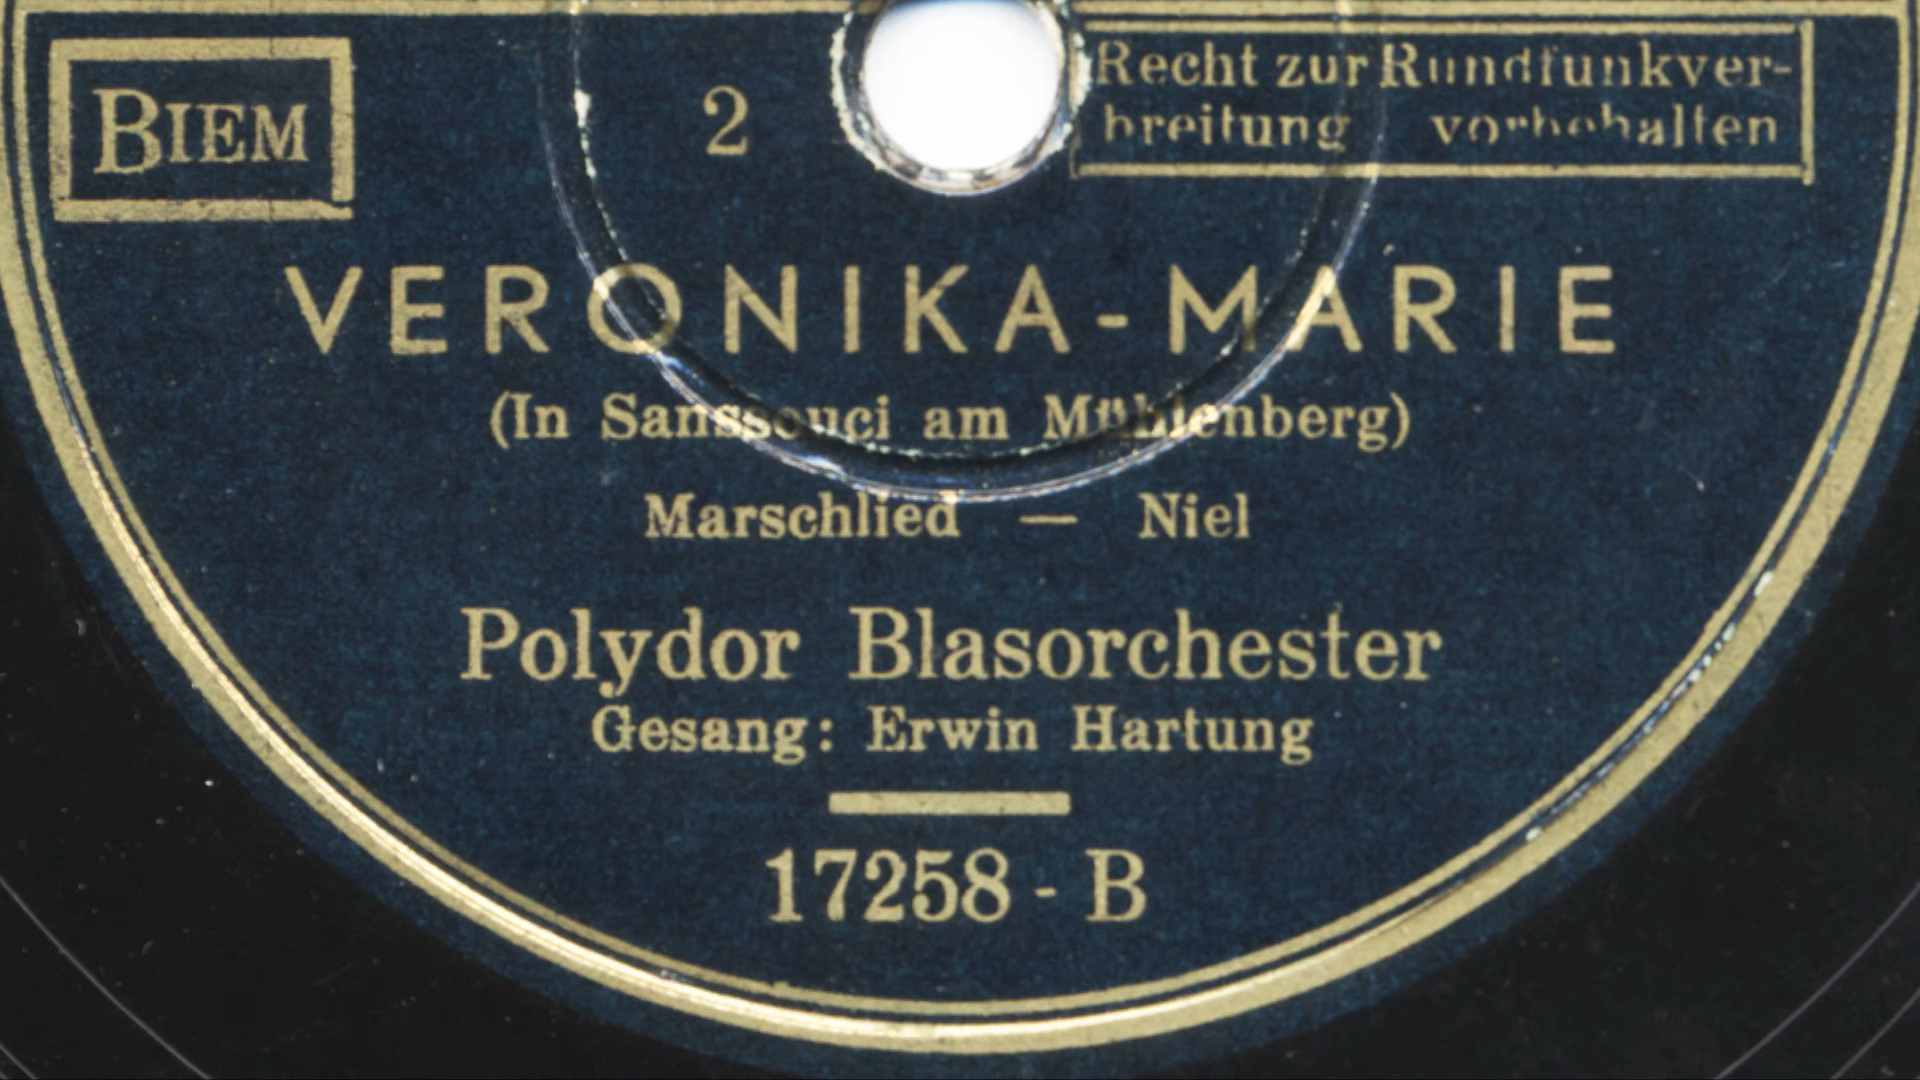 BIEM
2
Recht zur Rundfunkver-
breitung vorbehalten
VERONIKA-MARIE
(In Sanssouci am Mühlenberg)
Marschlied — Niel
Polydor Blasorchester
Gesang: Erwin Hartung
17258 - B